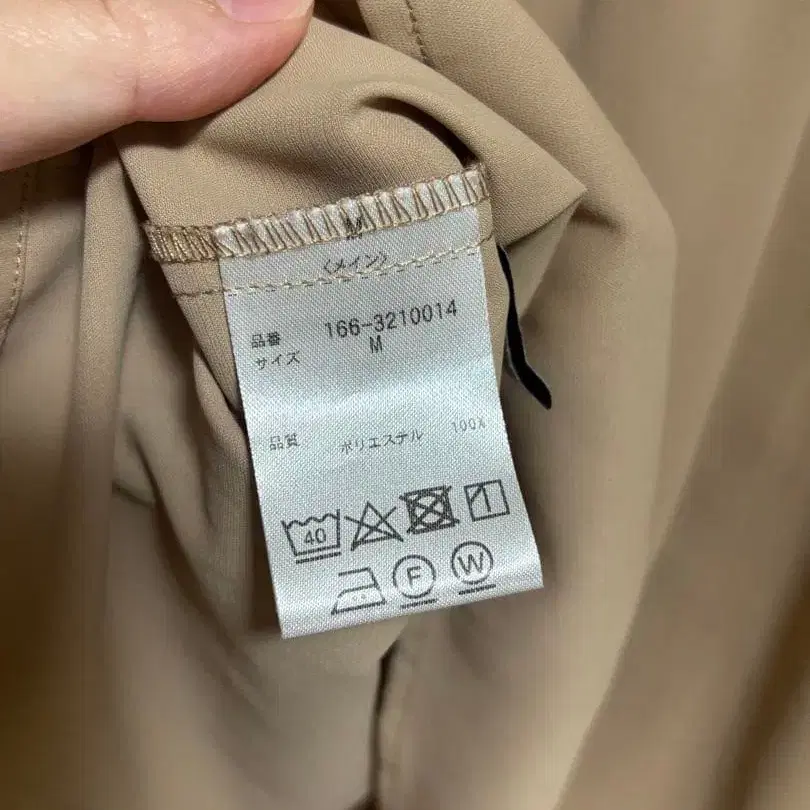 〈メイン〉
品番 166-3210014
サイズ M
品質 ポリエステル 100%
40
F W